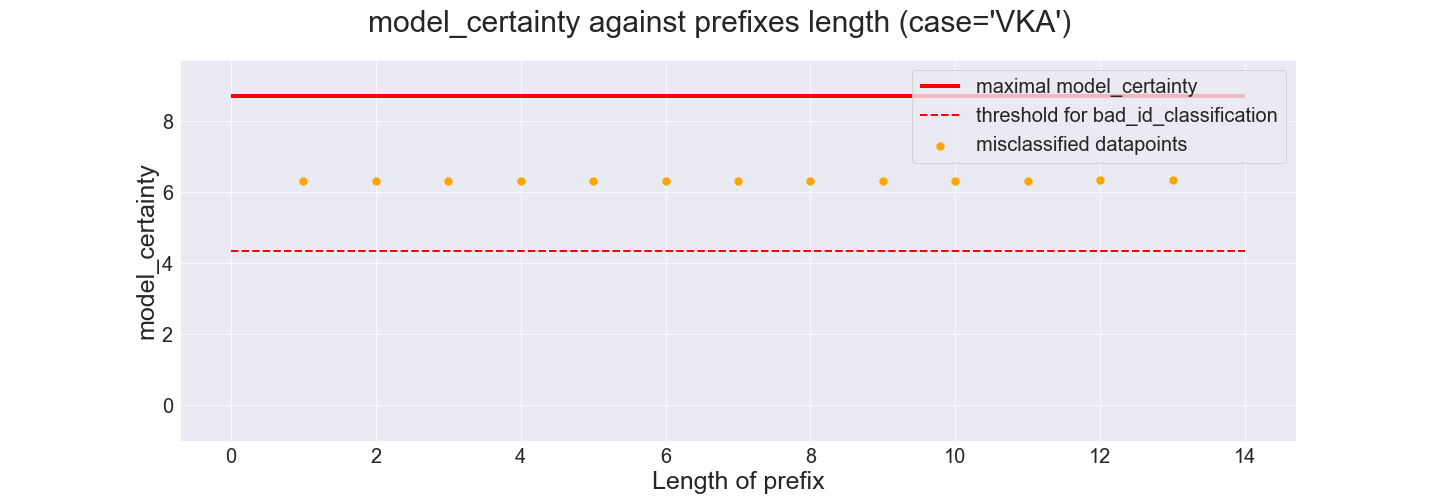 model_certainty against prefixes length (case='VKA')
maximal model_certainty
threshold for bad_id_classification
misclassified datapoints
model_certainty
8
6
4
2
0
0 2 4 6 8 10 12 14
Length of prefix